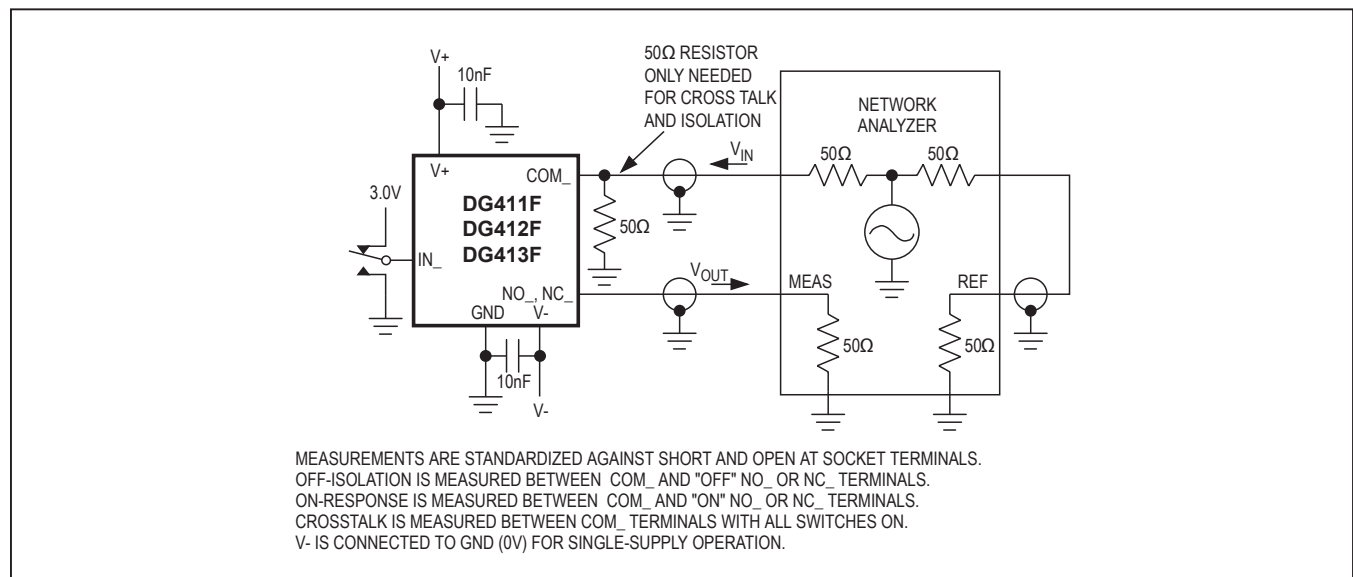 V+
10nF
50Ω RESISTOR
ONLY NEEDED
FOR CROSS TALK
AND ISOLATION
NETWORK
ANALYZER
V+
COM_
VIN
50Ω
50Ω
3.0V
DG411F
DG412F
DG413F
50Ω
IN_
VOUT
MEAS
REF
NO_, NC_
GND
V-
50Ω
50Ω
10nF
V-
MEASUREMENTS ARE STANDARDIZED AGAINST SHORT AND OPEN AT SOCKET TERMINALS.
OFF-ISOLATION IS MEASURED BETWEEN COM_ AND "OFF" NO_ OR NC_ TERMINALS.
ON-RESPONSE IS MEASURED BETWEEN COM_ AND "ON" NO_ OR NC_ TERMINALS.
CROSSTALK IS MEASURED BETWEEN COM_ TERMINALS WITH ALL SWITCHES ON.
V- IS CONNECTED TO GND (0V) FOR SINGLE-SUPPLY OPERATION.